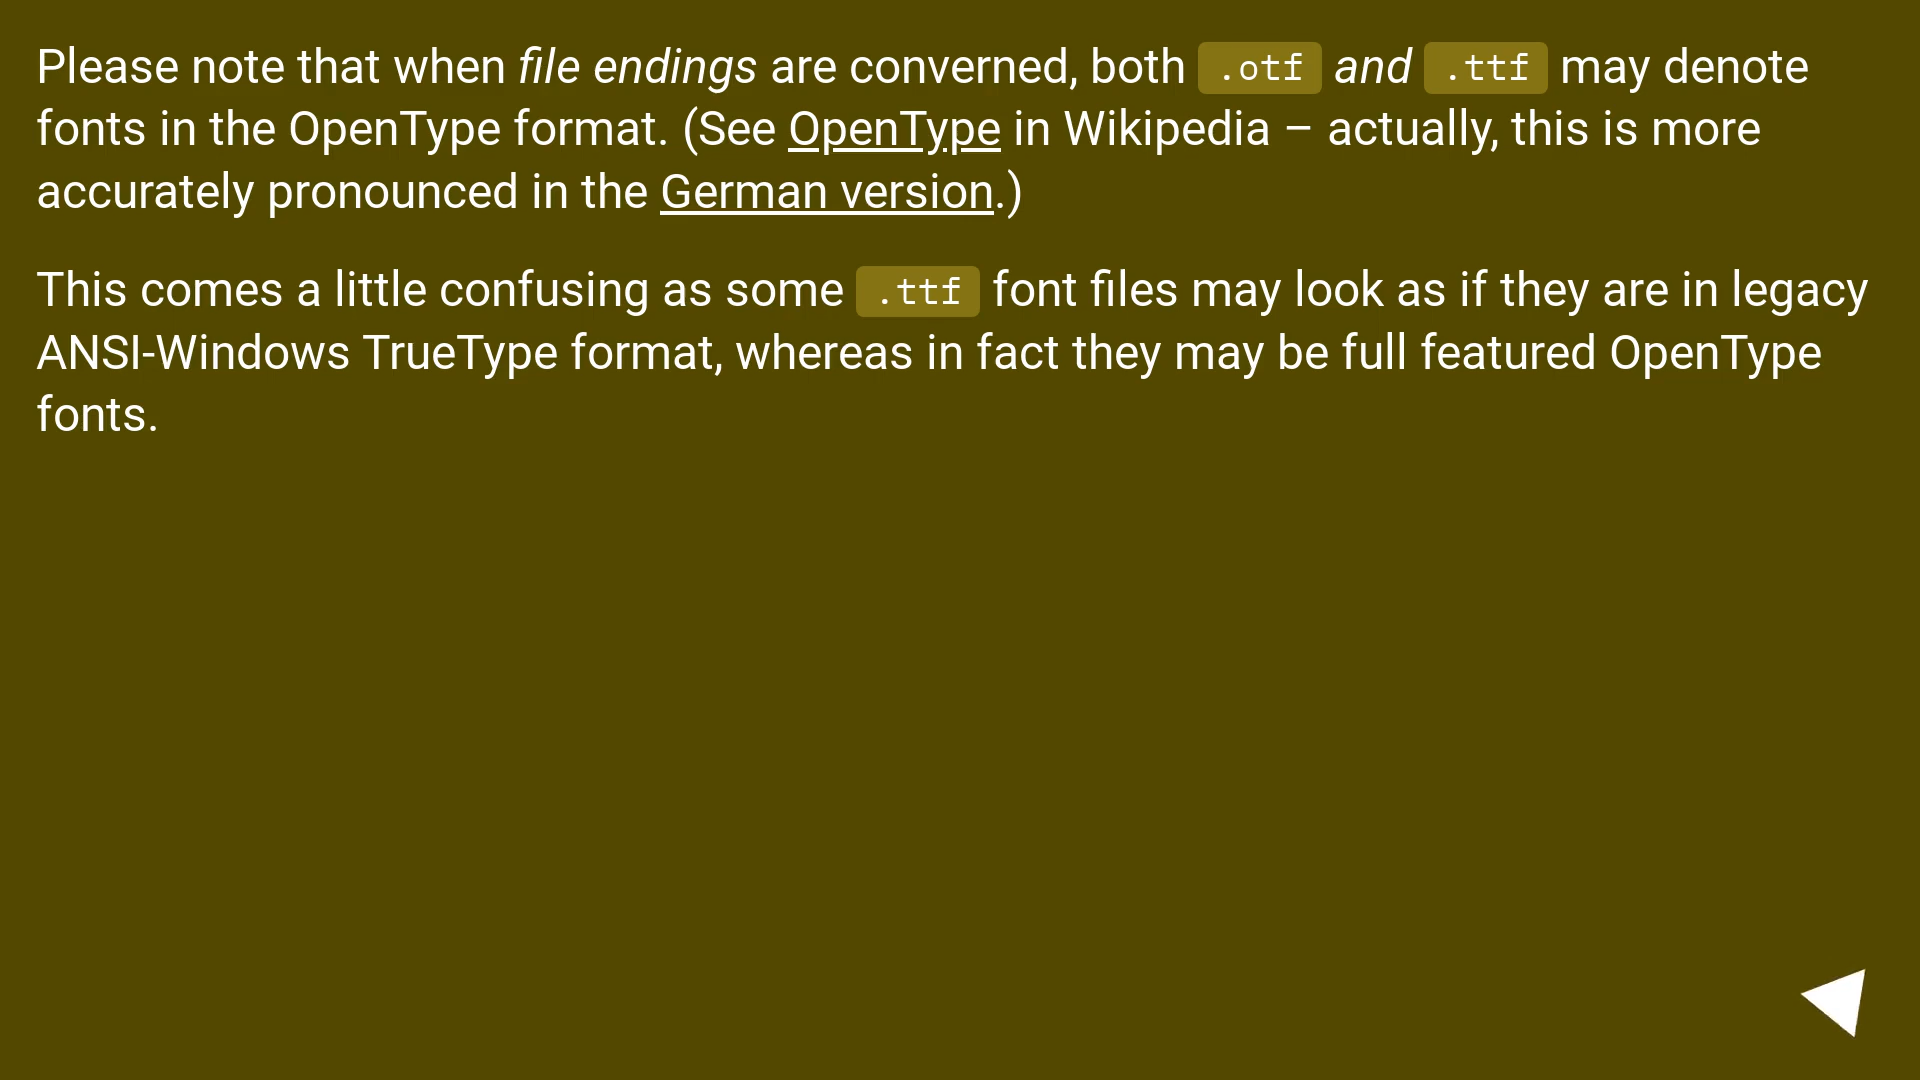 Please note that when file endings are converned, both .otf and .ttf may denote
fonts in the OpenType format. (See OpenType in Wikipedia – actually, this is more
accurately pronounced in the German version.)
This comes a little confusing as some .ttf font files may look as if they are in legacy
ANSI-Windows TrueType format, whereas in fact they may be full featured OpenType
fonts.